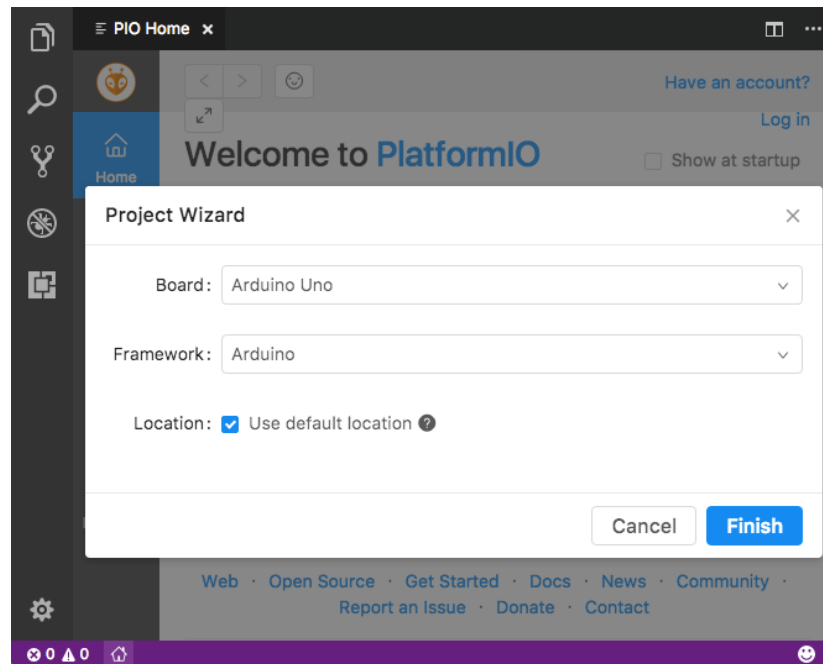 PIO Home
Have an account?
Log in
Home
Welcome to PlatformIO
Show at startup
Project Wizard
Board: Arduino Uno
Framework: Arduino
Location: Use default location ?
Cancel Finish
Web · Open Source · Get Started · Docs · News · Community ·
Report an Issue · Donate · Contact
0 0